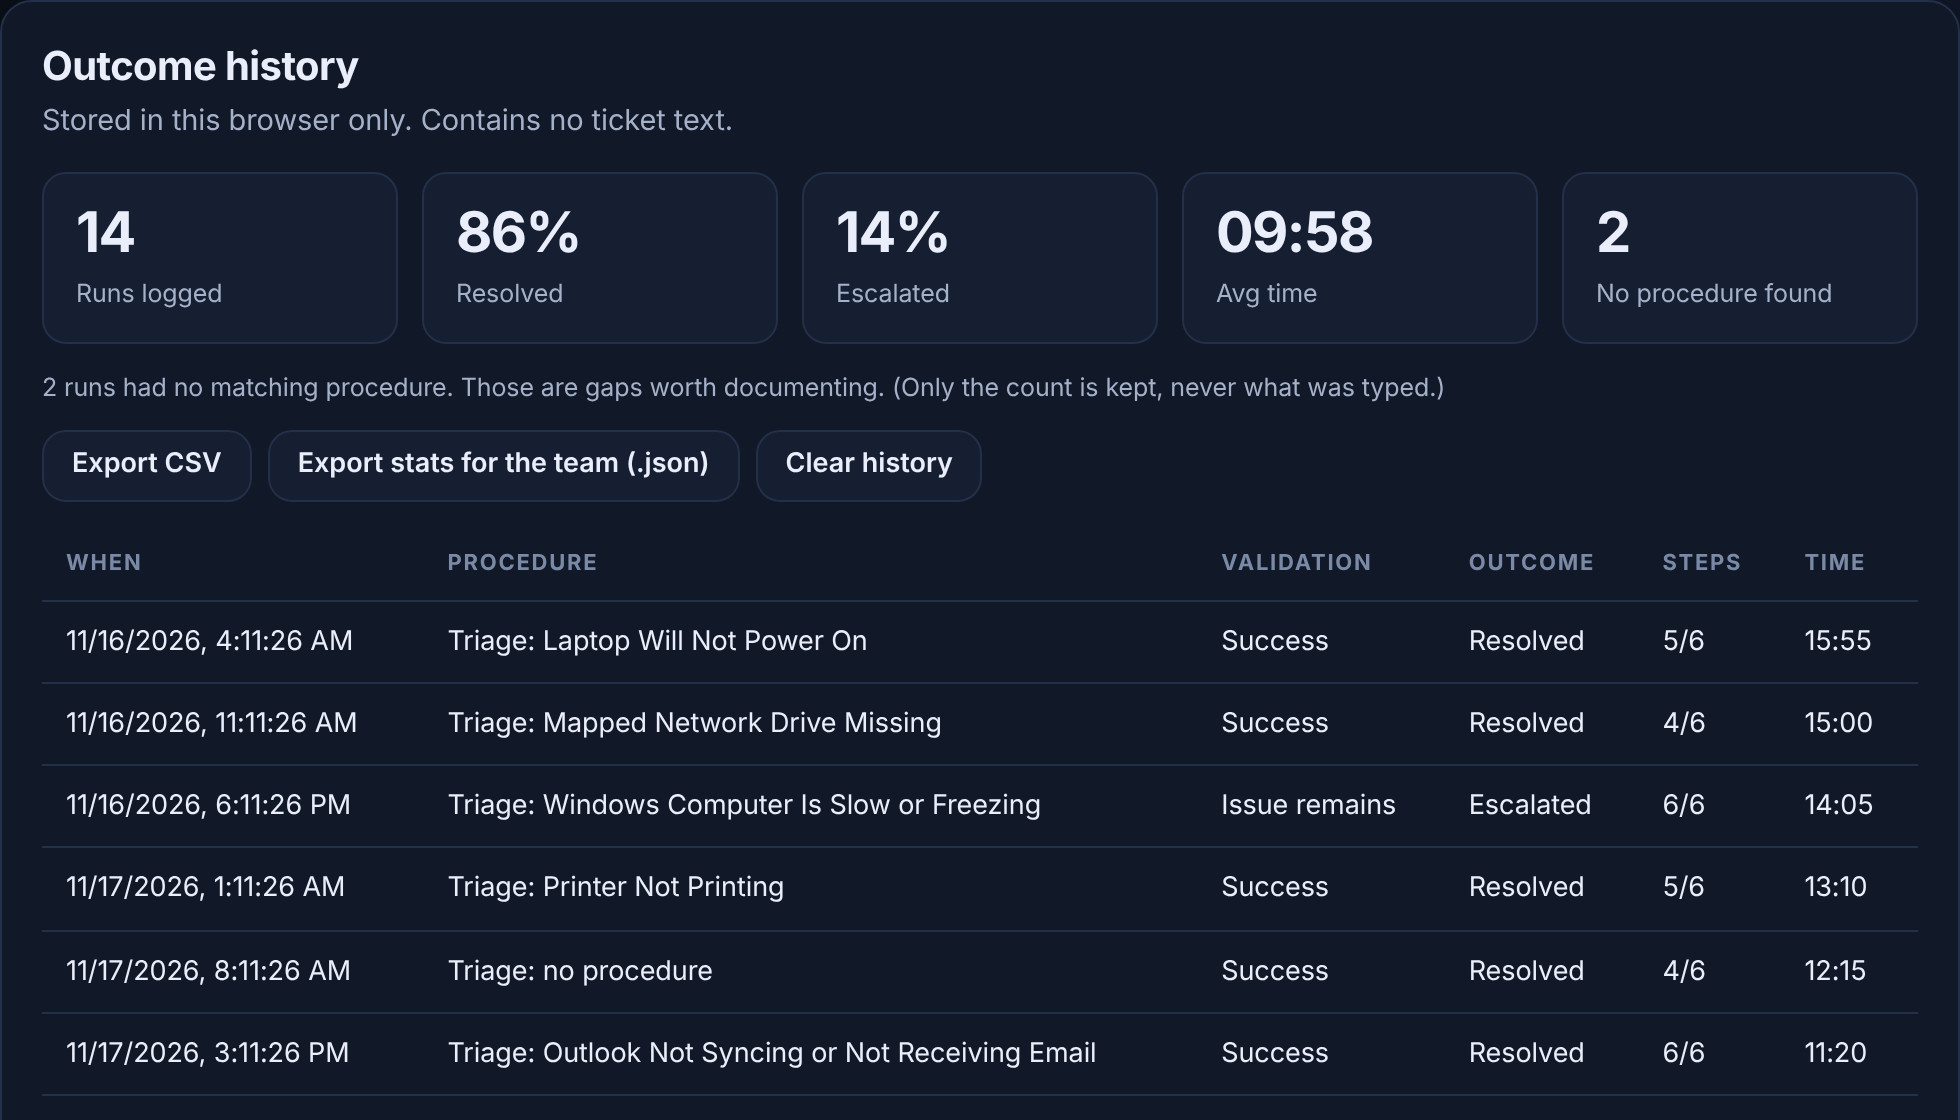 Outcome history
Stored in this browser only. Contains no ticket text.
14
Runs logged
86%
Resolved
14%
Escalated
09:58
Avg time
2
No procedure found
2 runs had no matching procedure. Those are gaps worth documenting. (Only the count is kept, never what was typed.)
Export CSV Export stats for the team (.json) Clear history
WHEN PROCEDURE VALIDATION OUTCOME STEPS TIME
11/16/2026, 4:11:26 AM Triage: Laptop Will Not Power On Success Resolved 5/6 15:55
11/16/2026, 11:11:26 AM Triage: Mapped Network Drive Missing Success Resolved 4/6 15:00
11/16/2026, 6:11:26 PM Triage: Windows Computer Is Slow or Freezing Issue remains Escalated 6/6 14:05
11/17/2026, 1:11:26 AM Triage: Printer Not Printing Success Resolved 5/6 13:10
11/17/2026, 8:11:26 AM Triage: no procedure Success Resolved 4/6 12:15
11/17/2026, 3:11:26 PM Triage: Outlook Not Syncing or Not Receiving Email Success Resolved 6/6 11:20